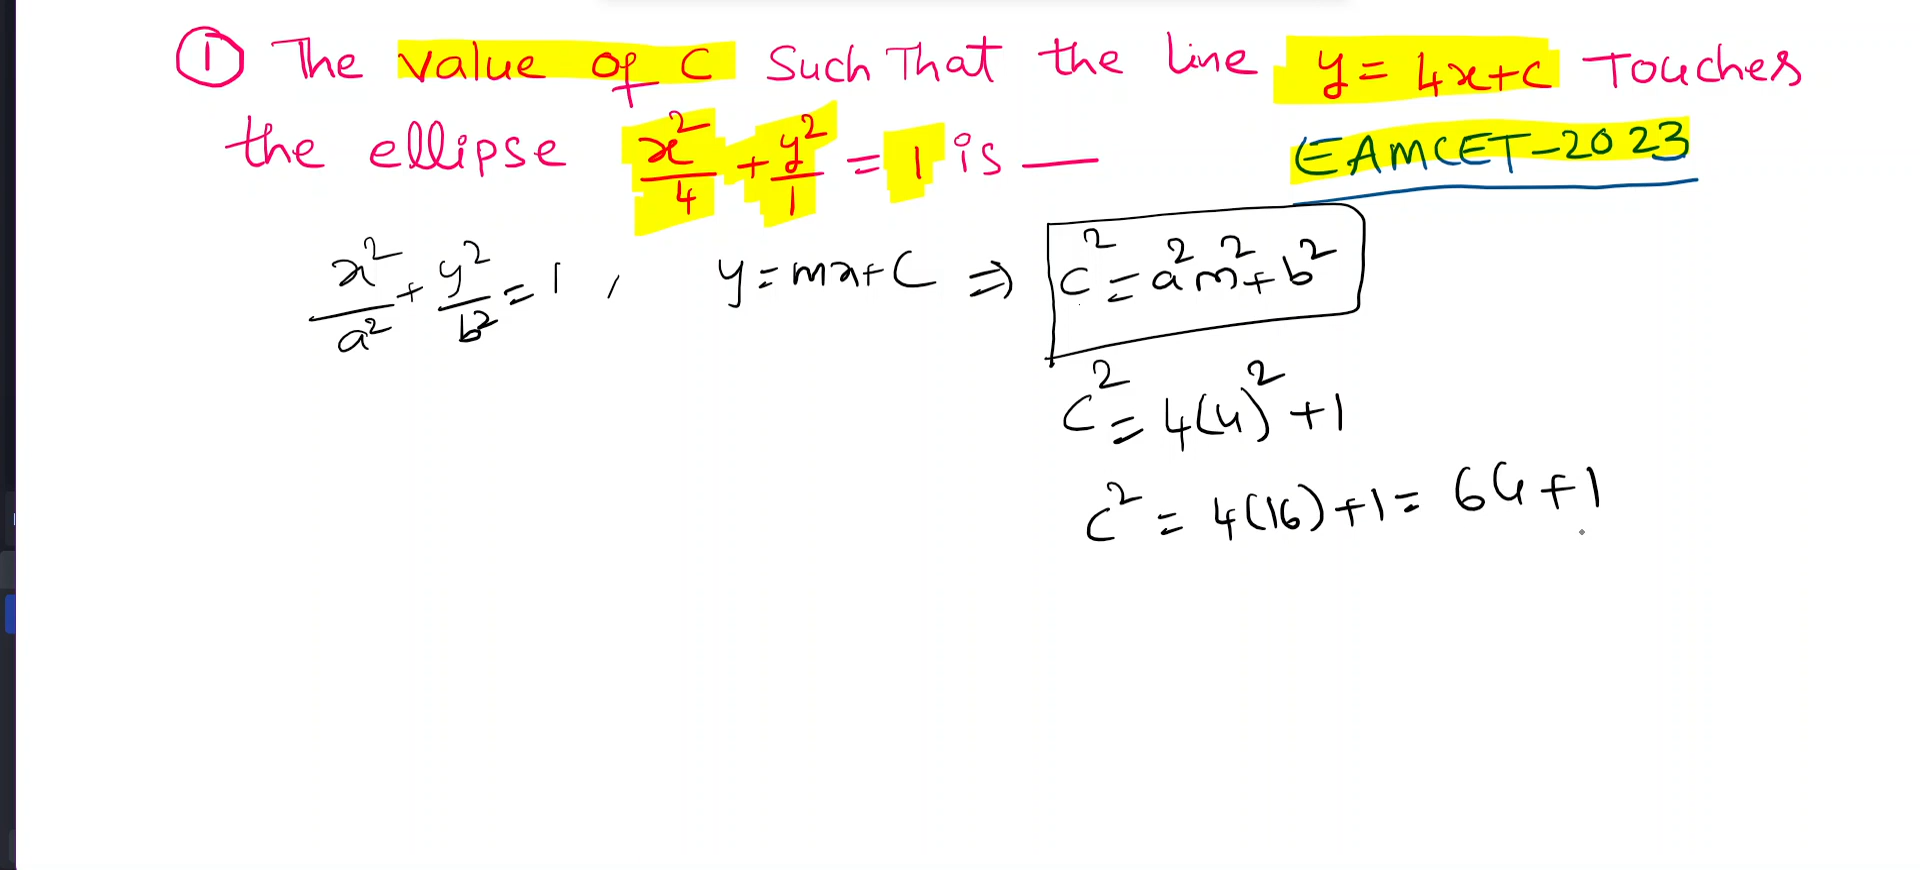 ① The value of C Such That the line y = 4x+c Touches
the ellipse x²/4 + y²/1 = 1 is — EAMCET-2023
x²/a² + y²/b² = 1 , y = mx+c ⇒ c² = a²m² + b²
c² = 4(4)² + 1
c² = 4(16)+1 = 64+1